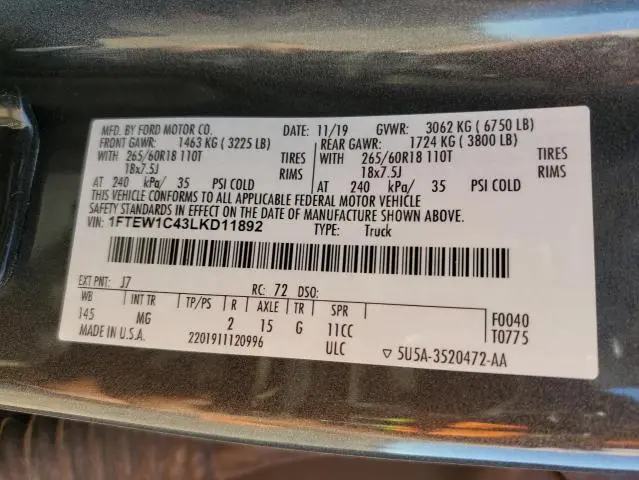 MFD. BY FORD MOTOR CO. DATE: 11/19 GVWR: 3062 KG ( 6750 LB)
FRONT GAWR: 1463 KG ( 3225 LB) REAR GAWR: 1724 KG ( 3800 LB)
WITH 265/60R18 110T TIRES WITH 265/60R18 110T TIRES
18x7.5J RIMS 18x7.5J RIMS
AT 240 kPa/ 35 PSI COLD AT 240 kPa/ 35 PSI COLD
THIS VEHICLE CONFORMS TO ALL APPLICABLE FEDERAL MOTOR VEHICLE
SAFETY STANDARDS IN EFFECT ON THE DATE OF MANUFACTURE SHOWN ABOVE.
VIN: 1FTEW1C43LKD11892 TYPE: Truck
EXT PNT: J7 RC: 72 DSO:
WB INT TR TP/PS R AXLE TR SPR F0040
145 MG 2 15 G 11CC T0775
MADE IN U.S.A. 2201911120996 ULC ▽ 5U5A-3520472-AA